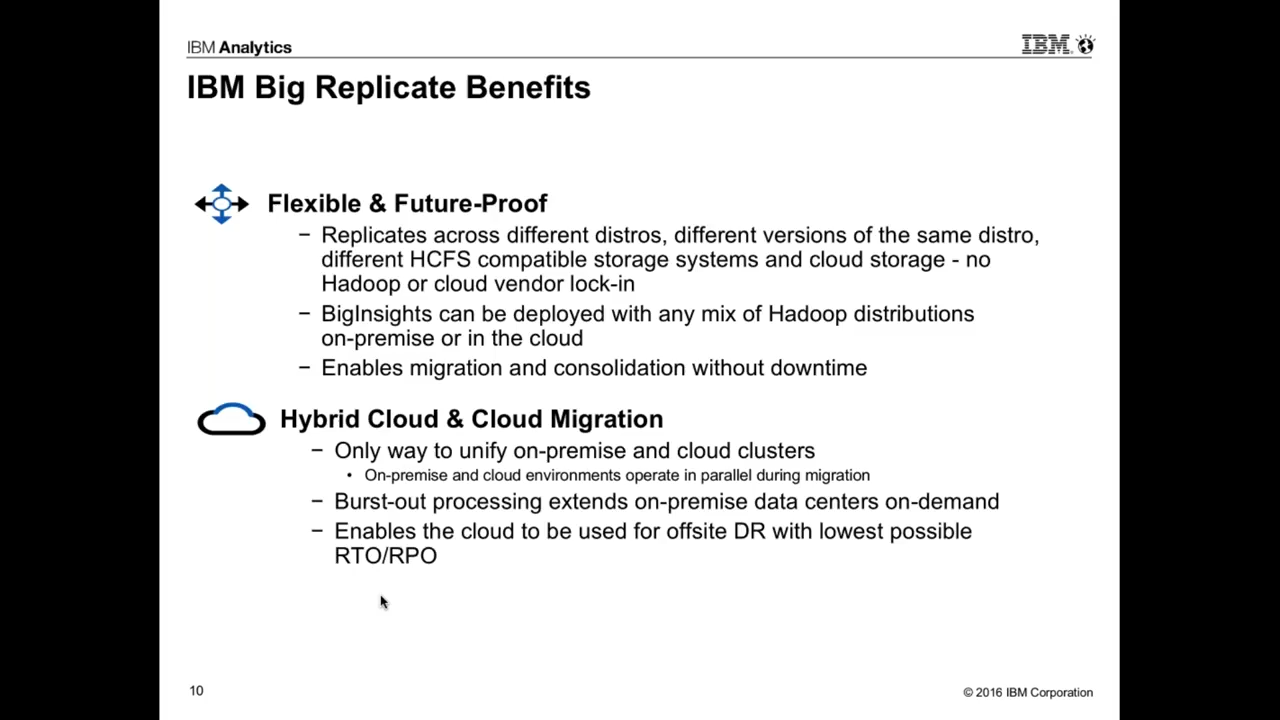 IBM Analytics
IBM
IBM Big Replicate Benefits
Flexible & Future-Proof
− Replicates across different distros, different versions of the same distro,
different HCFS compatible storage systems and cloud storage - no
Hadoop or cloud vendor lock-in
− BigInsights can be deployed with any mix of Hadoop distributions
on-premise or in the cloud
− Enables migration and consolidation without downtime
Hybrid Cloud & Cloud Migration
− Only way to unify on-premise and cloud clusters
• On-premise and cloud environments operate in parallel during migration
− Burst-out processing extends on-premise data centers on-demand
− Enables the cloud to be used for offsite DR with lowest possible
RTO/RPO
10
© 2016 IBM Corporation